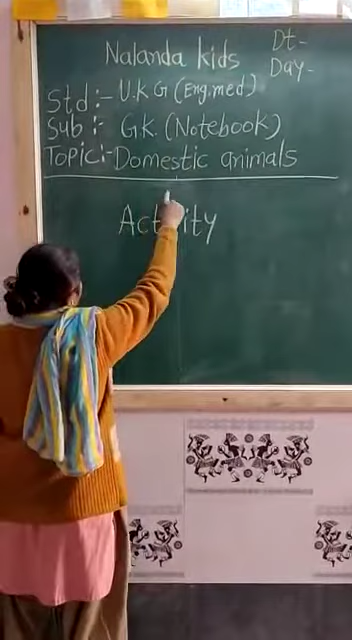 Nalanda kids
Dt-
Day-
Std :- U.K G (Eng.med)
Sub :- G.K. (Notebook)
Topic:- Domestic animals
Activity